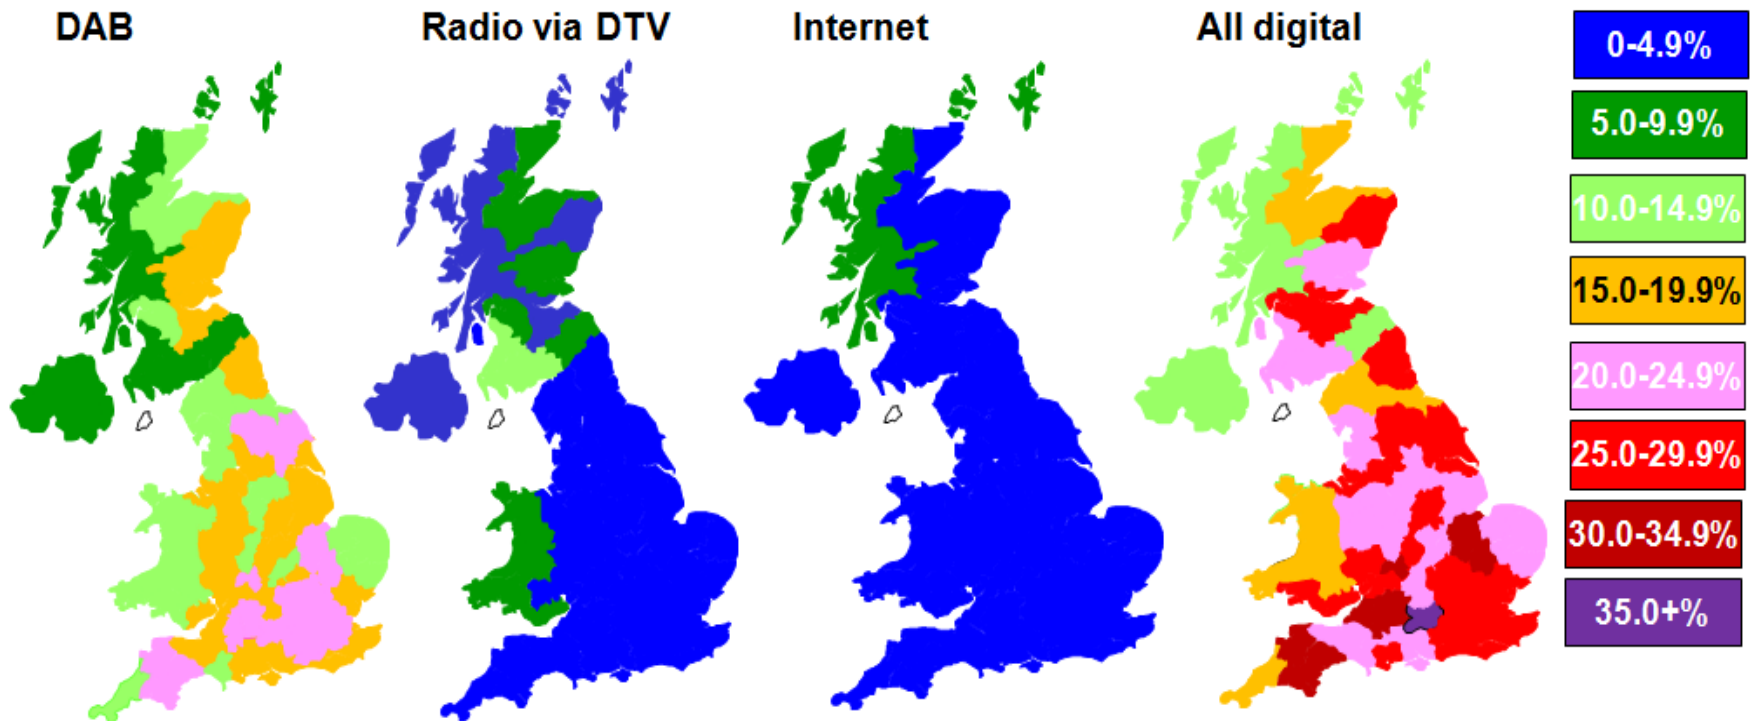 DAB
Radio via DTV
Internet
All digital
0-4.9%
5.0-9.9%
10.0-14.9%
15.0-19.9%
20.0-24.9%
25.0-29.9%
30.0-34.9%
35.0+%